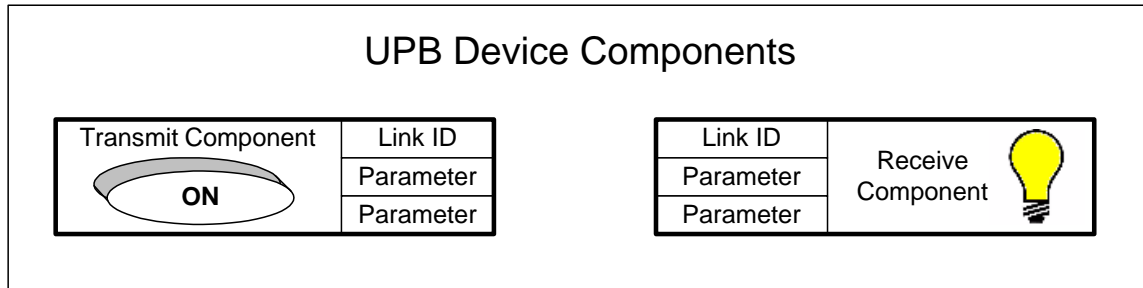 UPB Device Components
Transmit Component
ON
Link ID
Parameter
Parameter
Link ID
Parameter
Parameter
Receive
Component